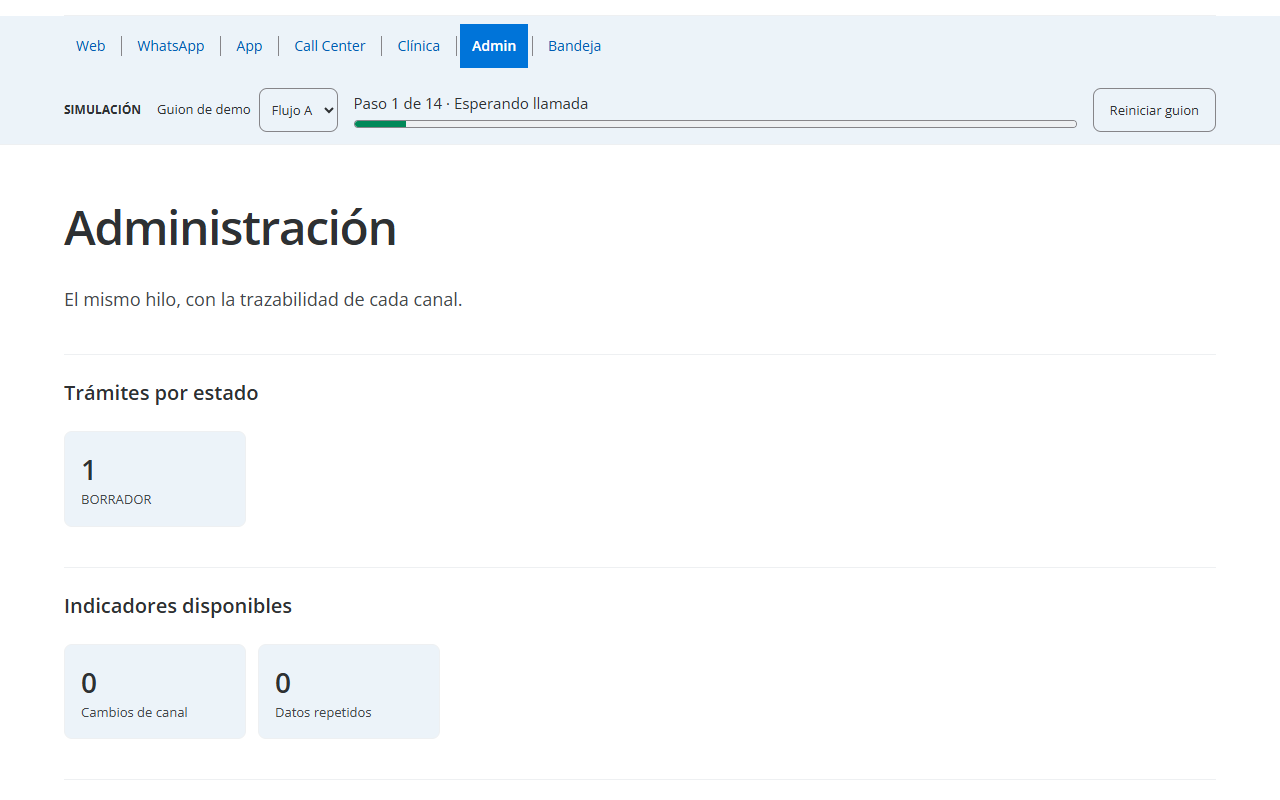 Web
WhatsApp
App
Call Center
Clínica
Admin
Bandeja
SIMULACIÓN
Guion de demo
Flujo A
Paso 1 de 14 · Esperando llamada
Reiniciar guion
Administración
El mismo hilo, con la trazabilidad de cada canal.
Trámites por estado
1
BORRADOR
Indicadores disponibles
0
Cambios de canal
0
Datos repetidos